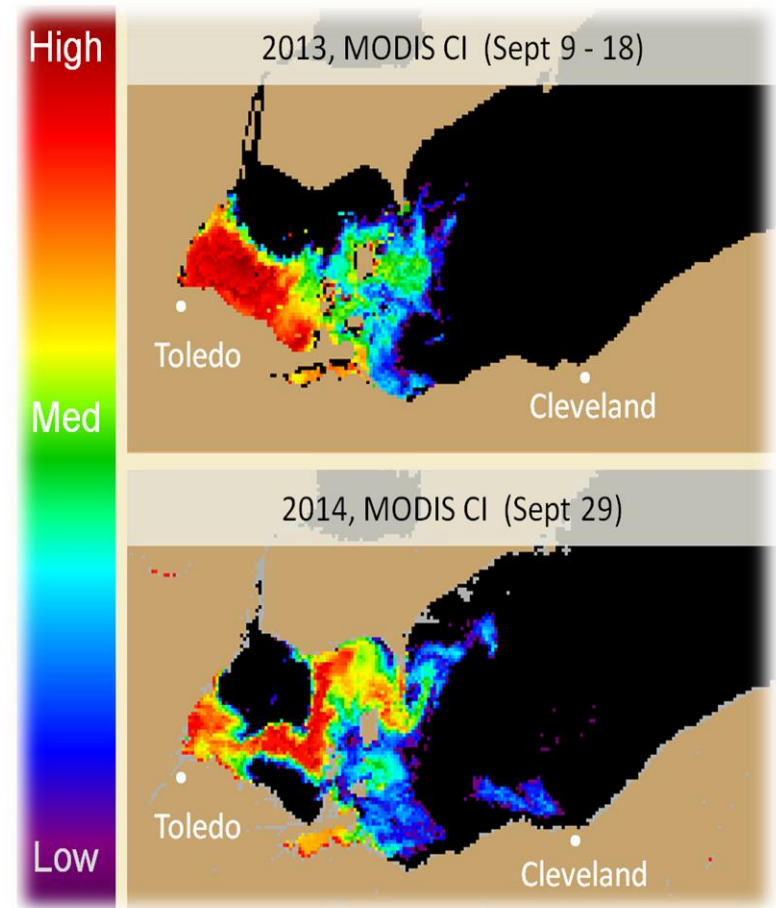 High
Med
Low
2013, MODIS CI (Sept 9 - 18)
Toledo
Cleveland
2014, MODIS CI (Sept 29)
Toledo
Cleveland